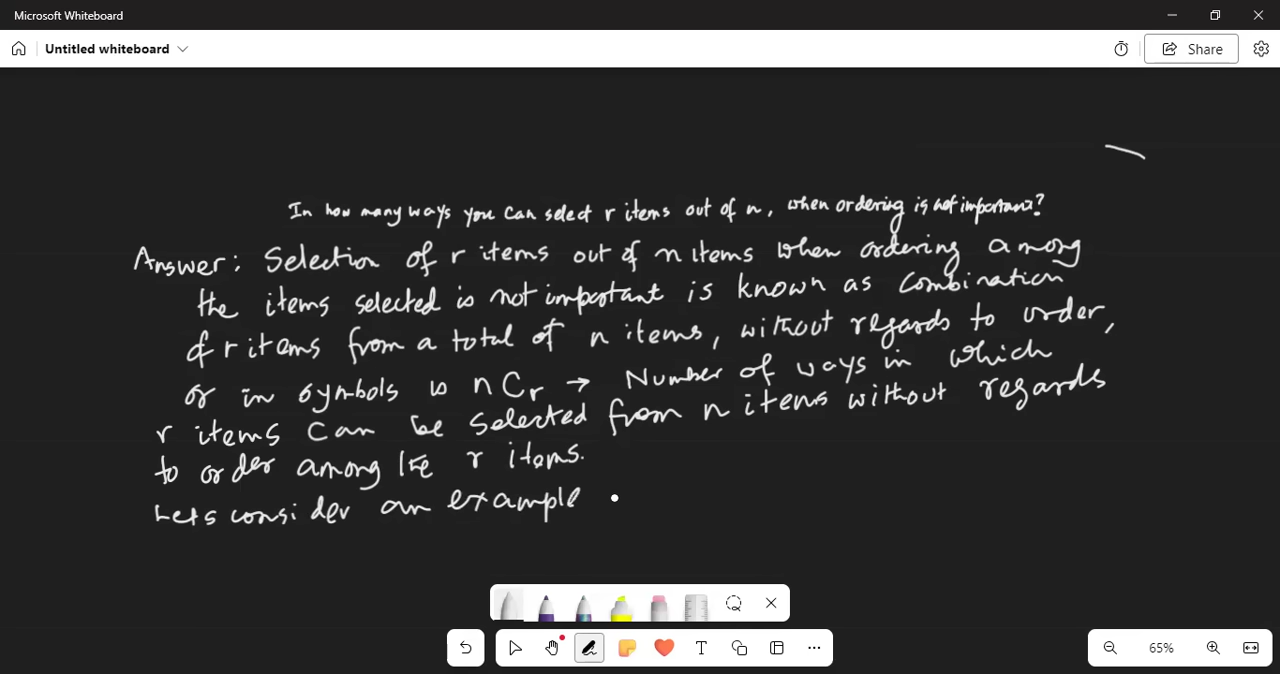 Microsoft Whiteboard
Untitled whiteboard
Share
In how many ways you can select r items out of n, when ordering is not important?
Answer: Selection of r items out of n items when ordering among
the items selected is not important is known as combination
of r items from a total of n items, without regards to order,
or in symbols is nCr → Number of ways in which
r items can be selected from n items without regards
to order among the r items.
Lets consider an example
65%